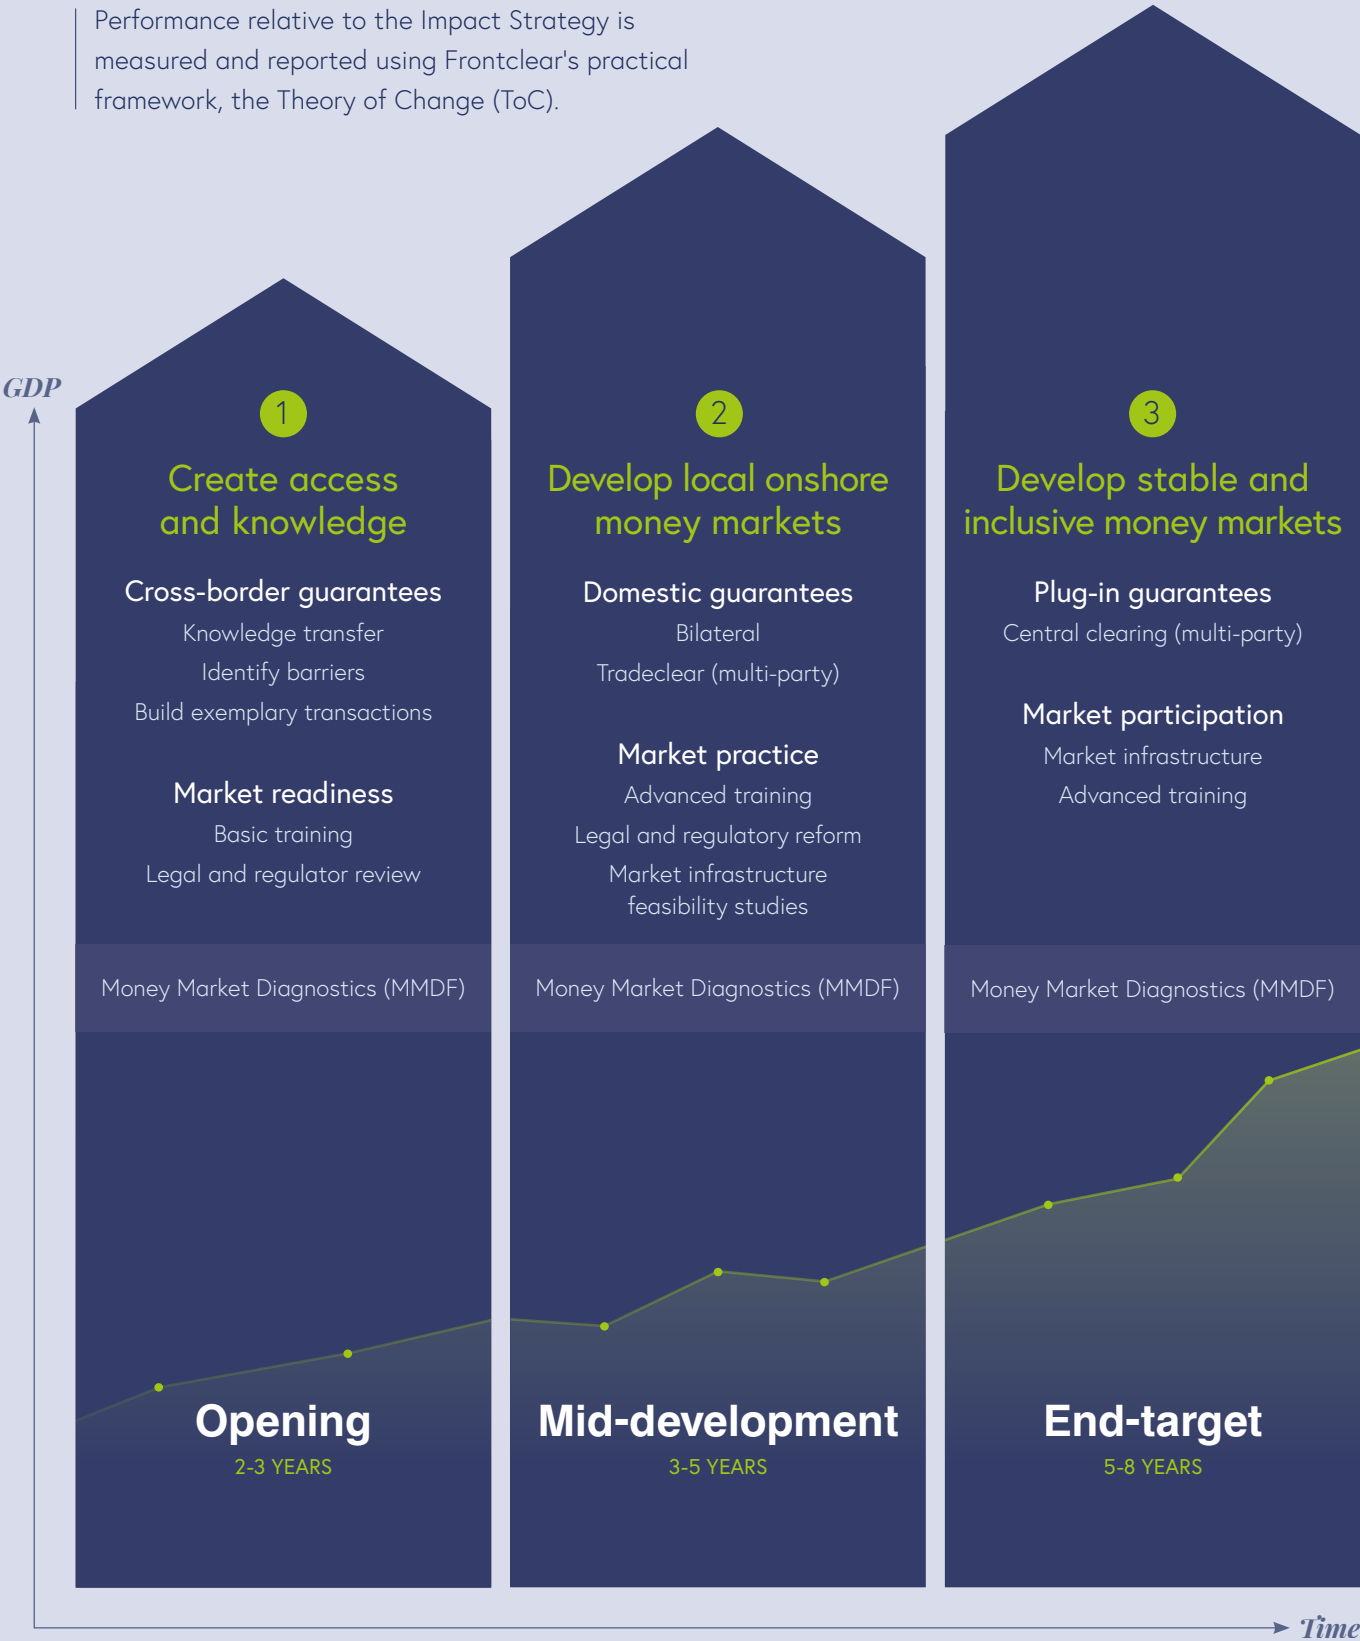 Performance relative to the Impact Strategy is
measured and reported using Frontclear's practical
framework, the Theory of Change (ToC).
GDP
1
Create access
and knowledge
Cross-border guarantees
Knowledge transfer
Identify barriers
Build exemplary transactions
Market readiness
Basic training
Legal and regulator review
Money Market Diagnostics (MMDF)
Opening
2-3 YEARS
2
Develop local onshore
money markets
Domestic guarantees
Bilateral
Tradeclear (multi-party)
Market practice
Advanced training
Legal and regulatory reform
Market infrastructure
feasibility studies
Money Market Diagnostics (MMDF)
Mid-development
3-5 YEARS
3
Develop stable and
inclusive money markets
Plug-in guarantees
Central clearing (multi-party)
Market participation
Market infrastructure
Advanced training
Money Market Diagnostics (MMDF)
End-target
5-8 YEARS
Time